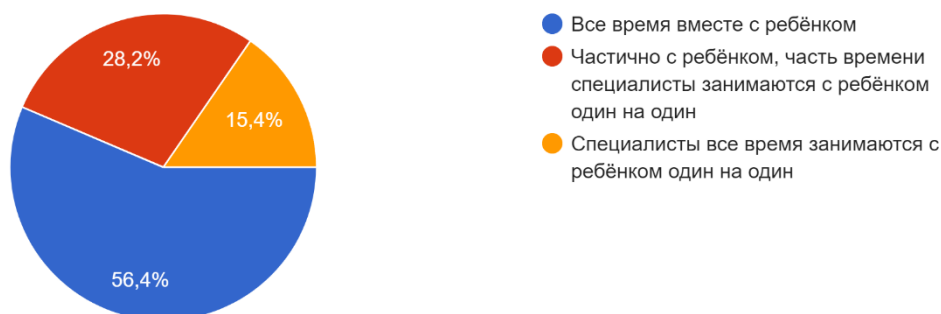 28,2%
15,4%
56,4%
Все время вместе с ребёнком
Частично с ребёнком, часть времени
специалисты занимаются с ребёнком
один на один
Специалисты все время занимаются с
ребёнком один на один